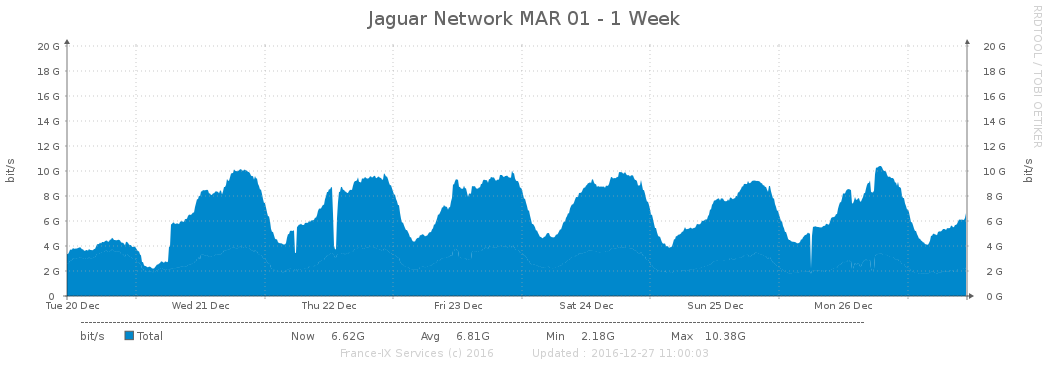 Jaguar Network MAR 01 - 1 Week
RRDTOOL / TOBI OETIKER
bit/s
bit/s
20 G 20 G
18 G 18 G
16 G 16 G
14 G 14 G
12 G 12 G
10 G 10 G
8 G 8 G
6 G 6 G
4 G 4 G
2 G 2 G
0 0 G
Tue 20 Dec Wed 21 Dec Thu 22 Dec Fri 23 Dec Sat 24 Dec Sun 25 Dec Mon 26 Dec
bit/s Total Now 6.62G Avg 6.81G Min 2.18G Max 10.38G
France-IX Services (c) 2016 Updated : 2016-12-27 11:00:03